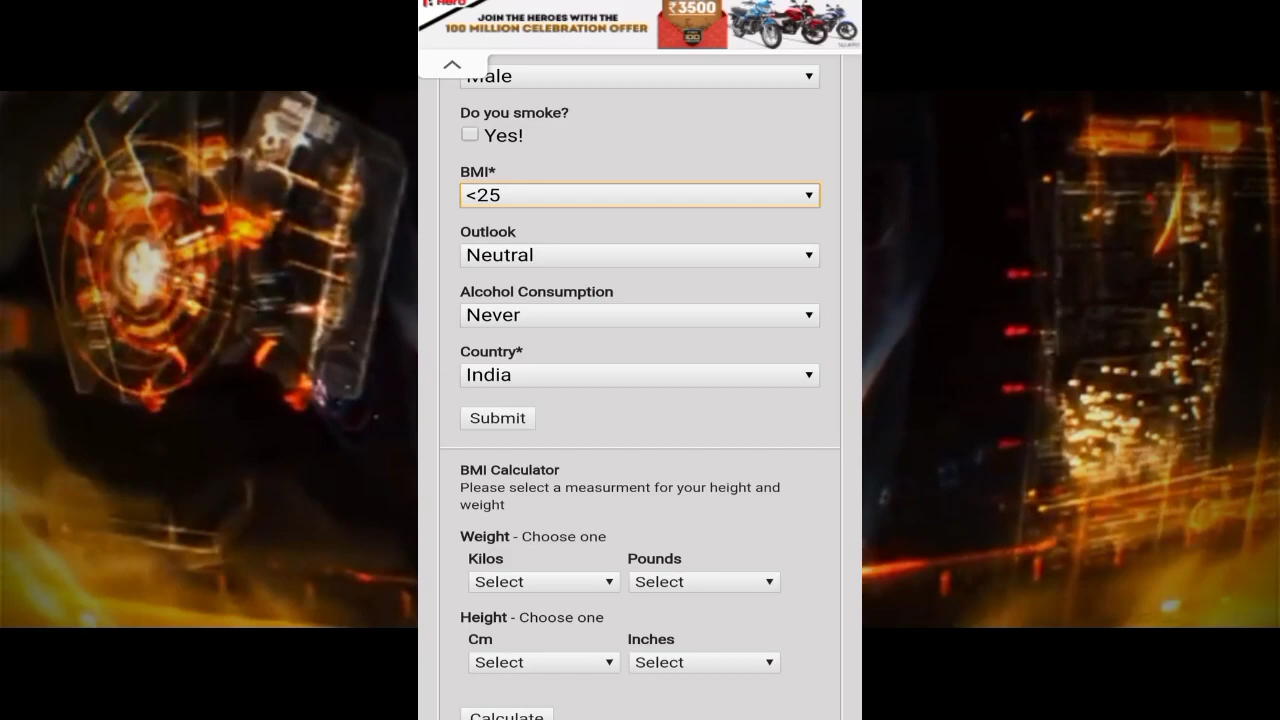 Hero
JOIN THE HEROES WITH THE
100 MILLION CELEBRATION OFFER
₹3500
100
Male
Do you smoke?
Yes!
BMI*
<25
Outlook
Neutral
Alcohol Consumption
Never
Country*
India
Submit
BMI Calculator
Please select a measurment for your height and
weight
Weight - Choose one
Kilos Pounds
Select Select
Height - Choose one
Cm Inches
Select Select
Calculate